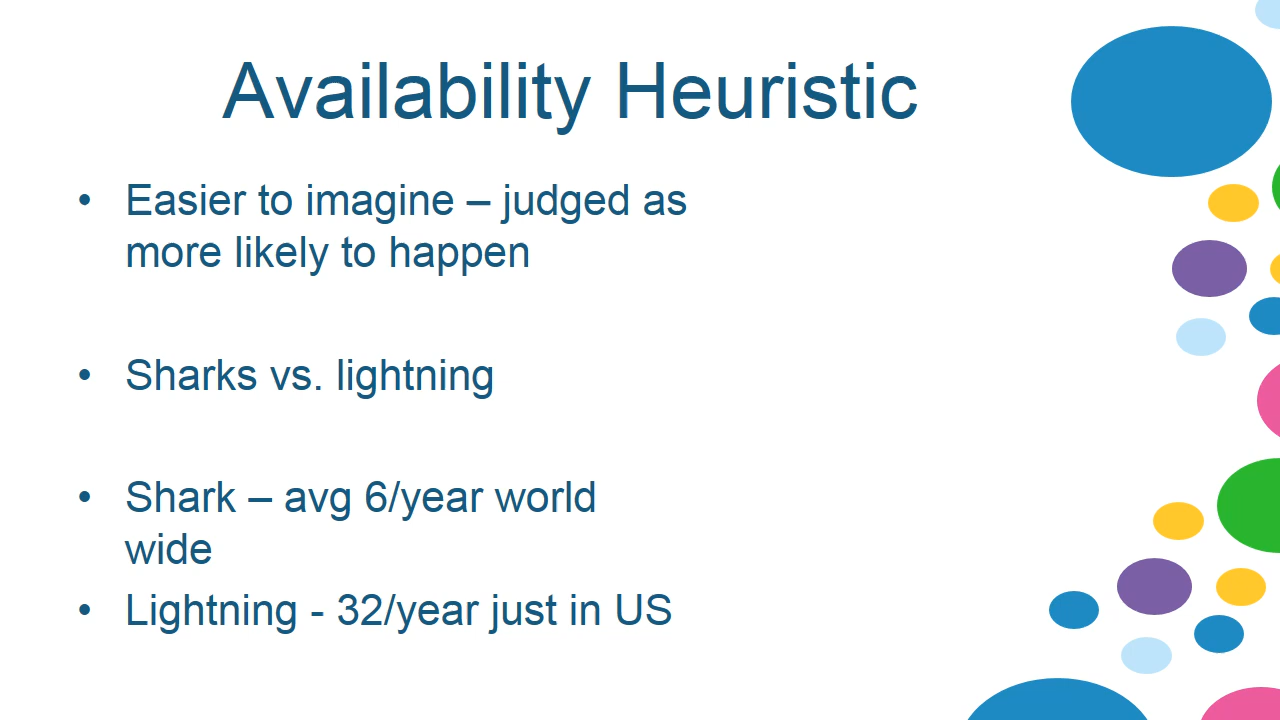 Availability Heuristic
• Easier to imagine – judged as
more likely to happen
• Sharks vs. lightning
• Shark – avg 6/year world
wide
• Lightning - 32/year just in US